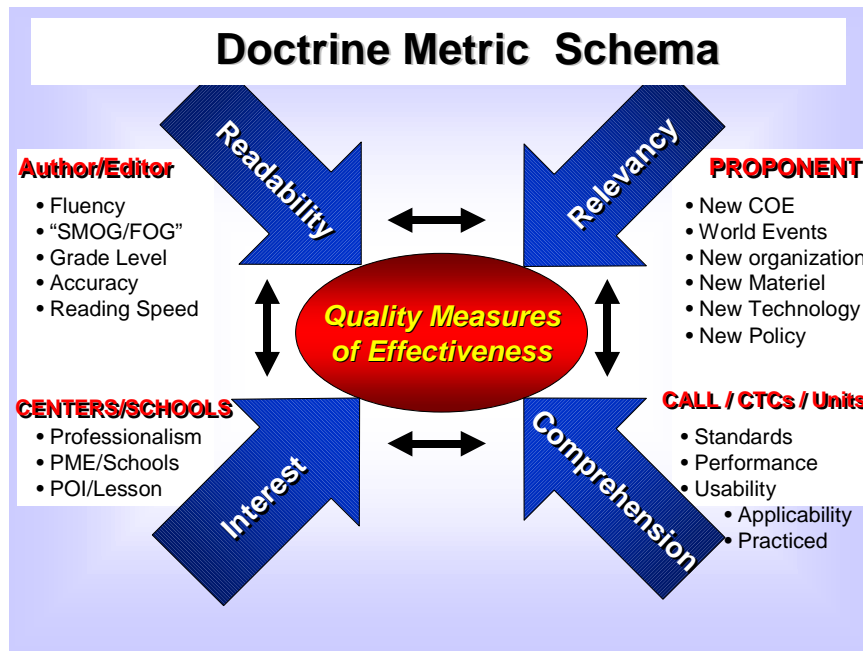 Doctrine Metric Schema
Readability
Relevancy
Author/Editor
• Fluency
• “SMOG/FOG”
• Grade Level
• Accuracy
• Reading Speed
PROPONENT
• New COE
• World Events
• New organization
• New Materiel
• New Technology
• New Policy
Quality Measures
of Effectiveness
CENTERS/SCHOOLS
• Professionalism
• PME/Schools
• POI/Lesson
Interest
Comprehension
CALL / CTCs / Units
• Standards
• Performance
• Usability
• Applicability
• Practiced